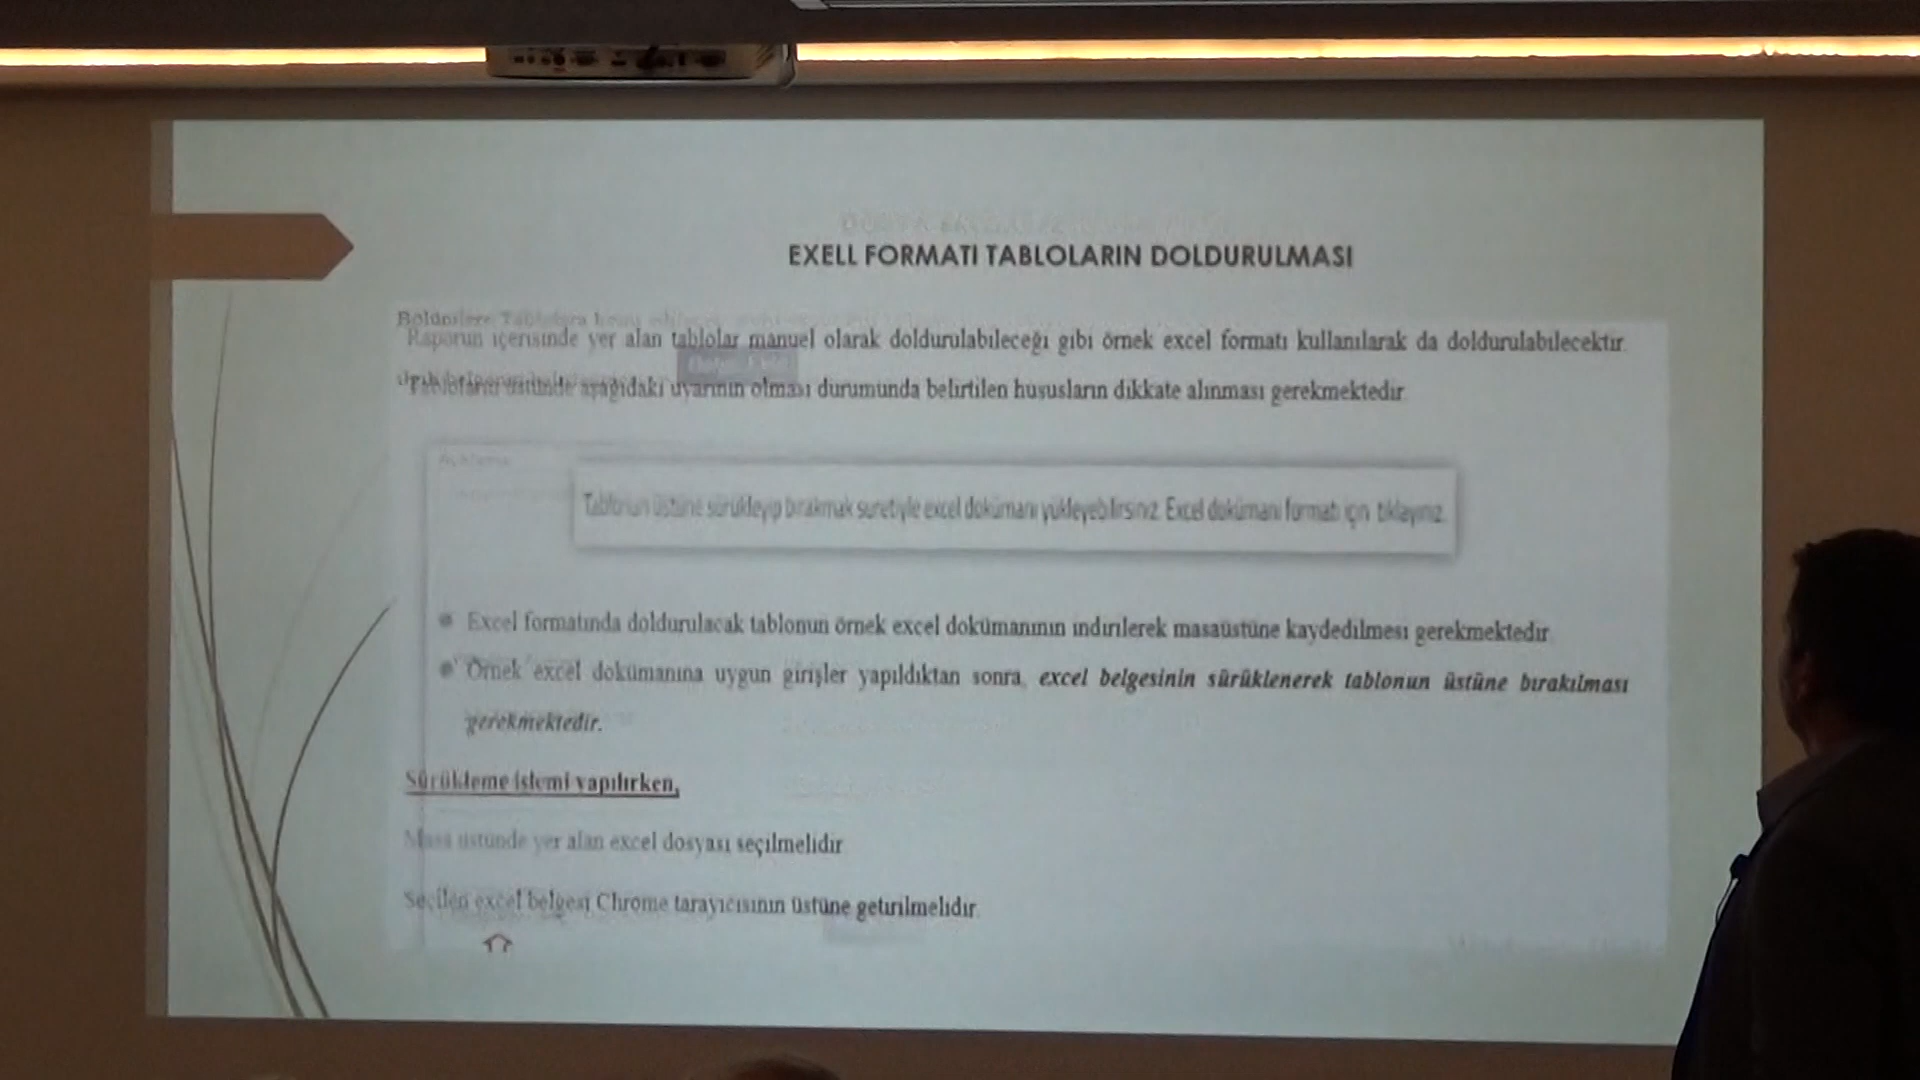 EXELL FORMATI TABLOLARIN DOLDURULMASI
Raporun içerisinde yer alan tablolar manuel olarak doldurulabileceği gibi örnek excel formatı kullanılarak da doldurulabilecektir.
aşağıdaki uyarının olması durumunda belirtilen hususların dikkate alınması gerekmektedir
Tablonun üstüne sürükleyip bırakmak suretiyle excel dokümanı yükleyebilirsiniz. Excel dokümanı formatı için tıklayınız.
Excel formatında doldurulacak tablonun örnek excel dokümanının indirilerek masaüstüne kaydedilmesi gerekmektedir
Örnek excel dokümanına uygun girişler yapıldıktan sonra, excel belgesinin sürüklenerek tablonun üstüne bırakılması
gerekmektedir.
Sürükleme işlemi yapılırken,
Masa üstünde yer alan excel dosyası seçilmelidir
Seçilen excel belgesi Chrome tarayıcısının üstüne getirilmelidir.